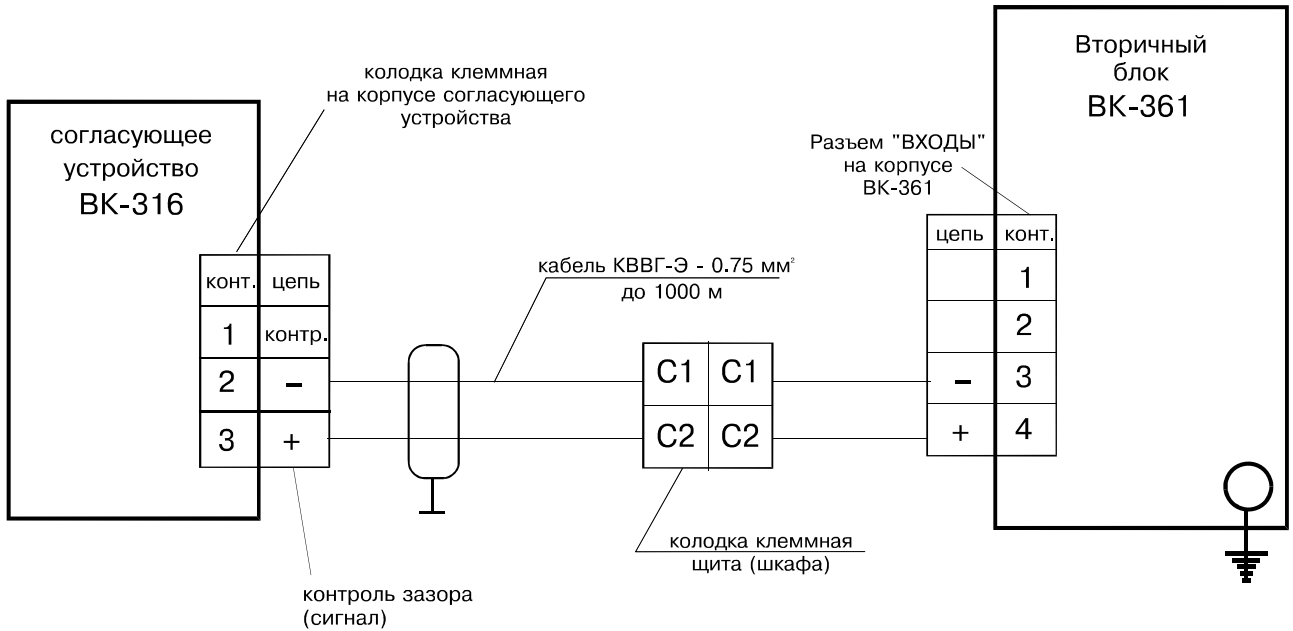 согласующее
устройство
ВК-316
колодка клеммная
на корпусе согласующего
устройства
конт. цепь
1 контр.
2 −
3 +
контроль зазора
(сигнал)
кабель КВВГ-Э - 0.75 мм²
до 1000 м
С1 С1
С2 С2
колодка клеммная
щита (шкафа)
Вторичный
блок
ВК-361
Разъем "ВХОДЫ"
на корпусе
ВК-361
цепь конт.
1
2
− 3
+ 4